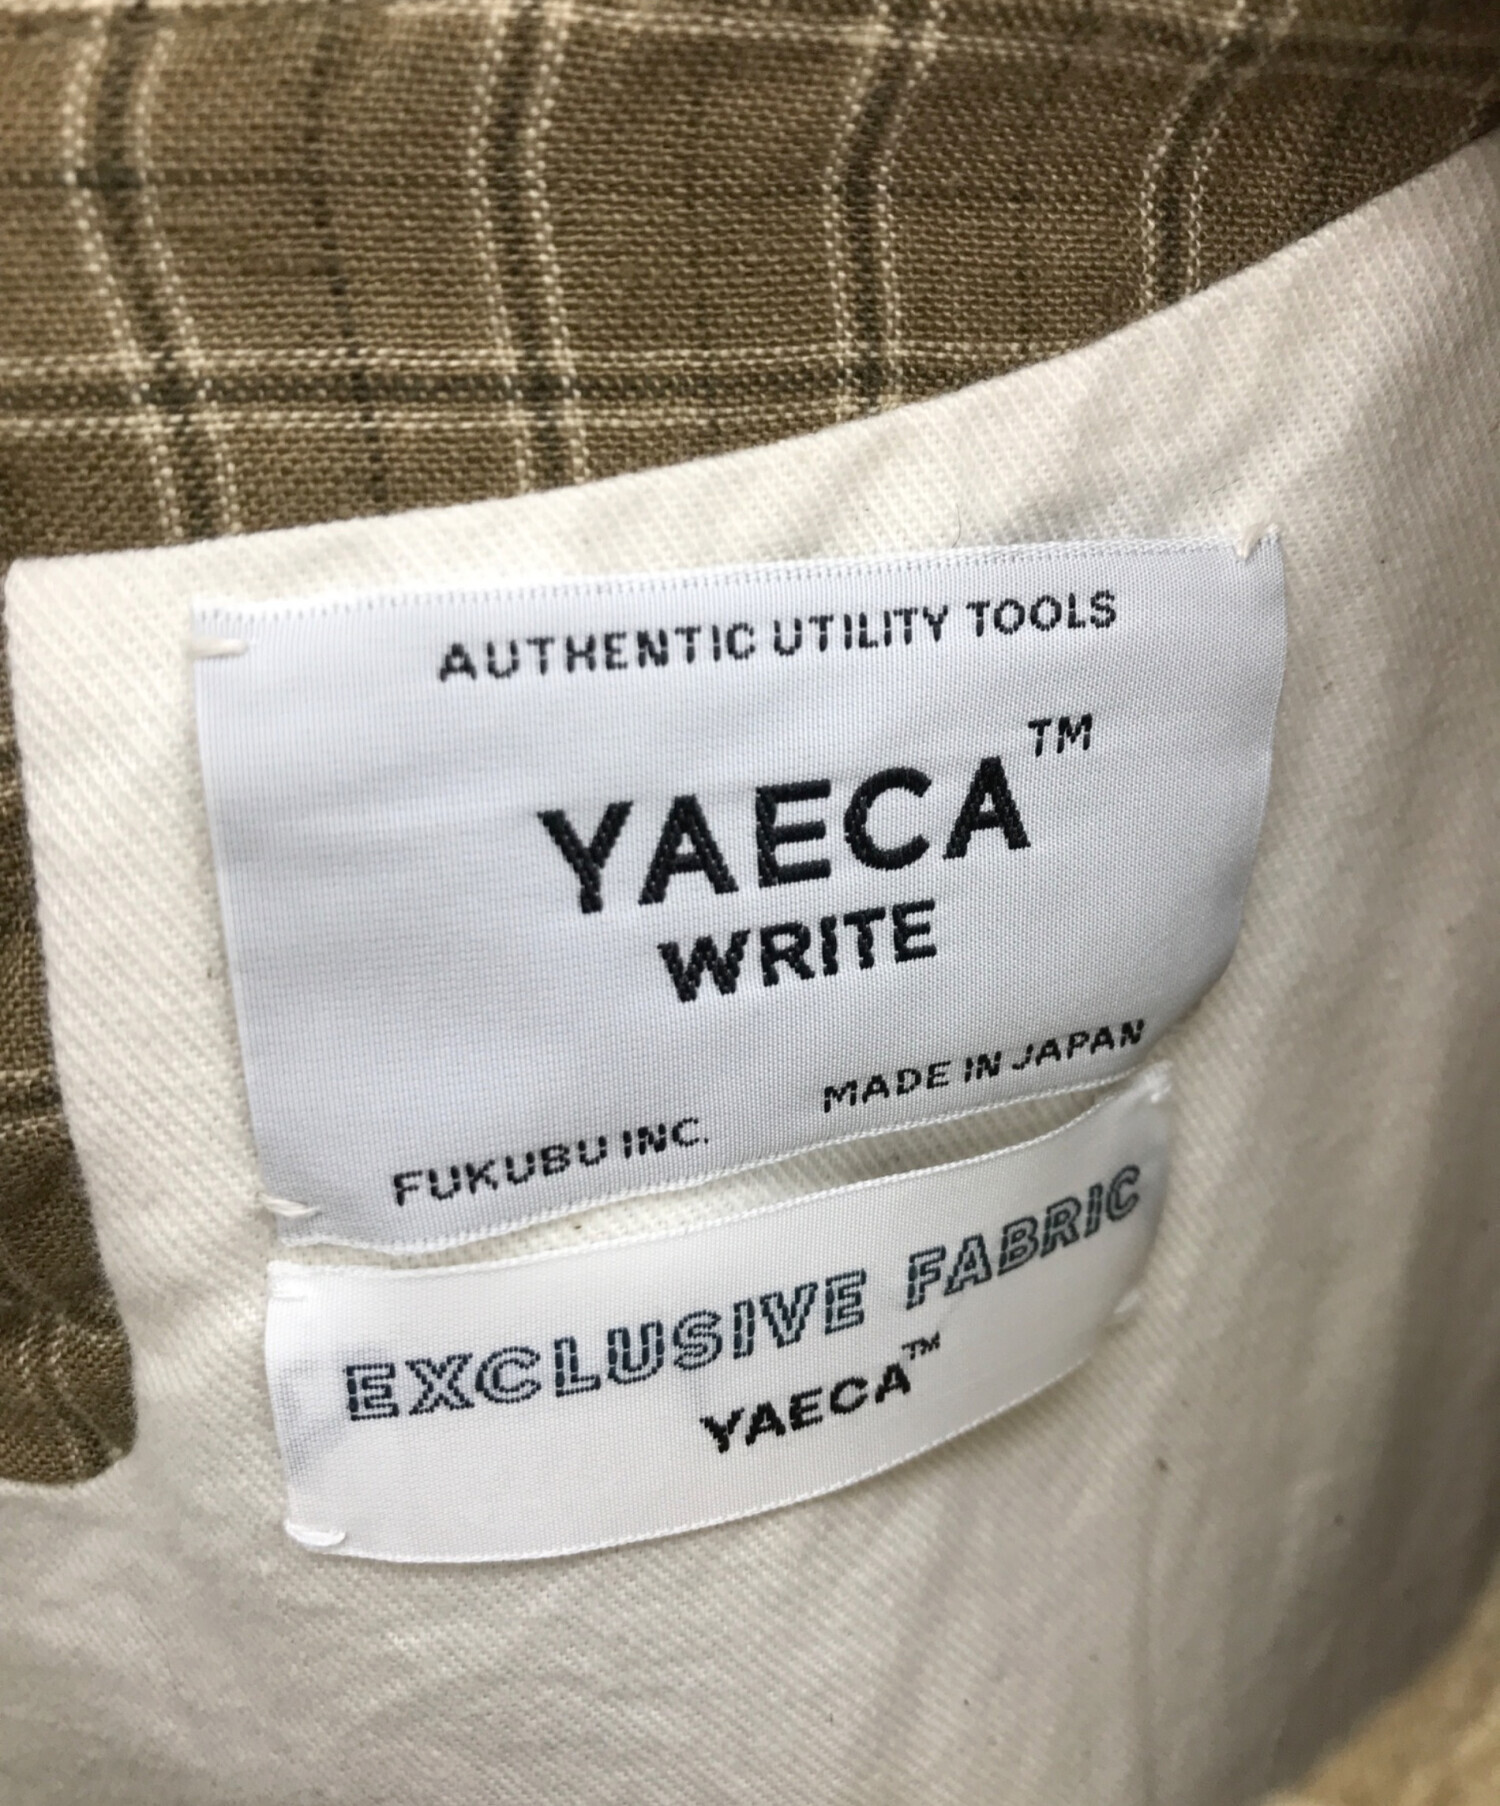 AUTHENTIC UTILITY TOOLS
YAECA™
WRITE
FUKUBU INC. MADE IN JAPAN
EXCLUSIVE FABRIC
YAECA™